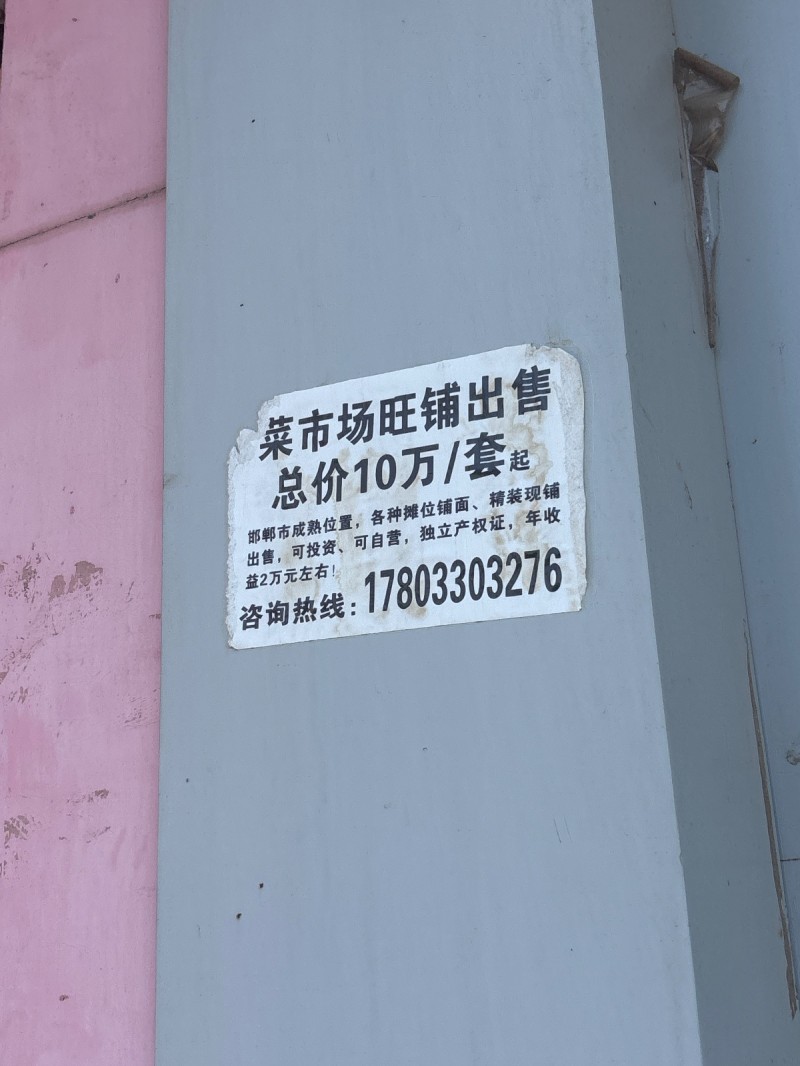 菜市场旺铺出售
总价10万/套起
邯郸市成熟位置，各种摊位铺面、精装现铺
出售，可投资、可自营，独立产权证，年收
益2万元左右！
咨询热线：17803303276